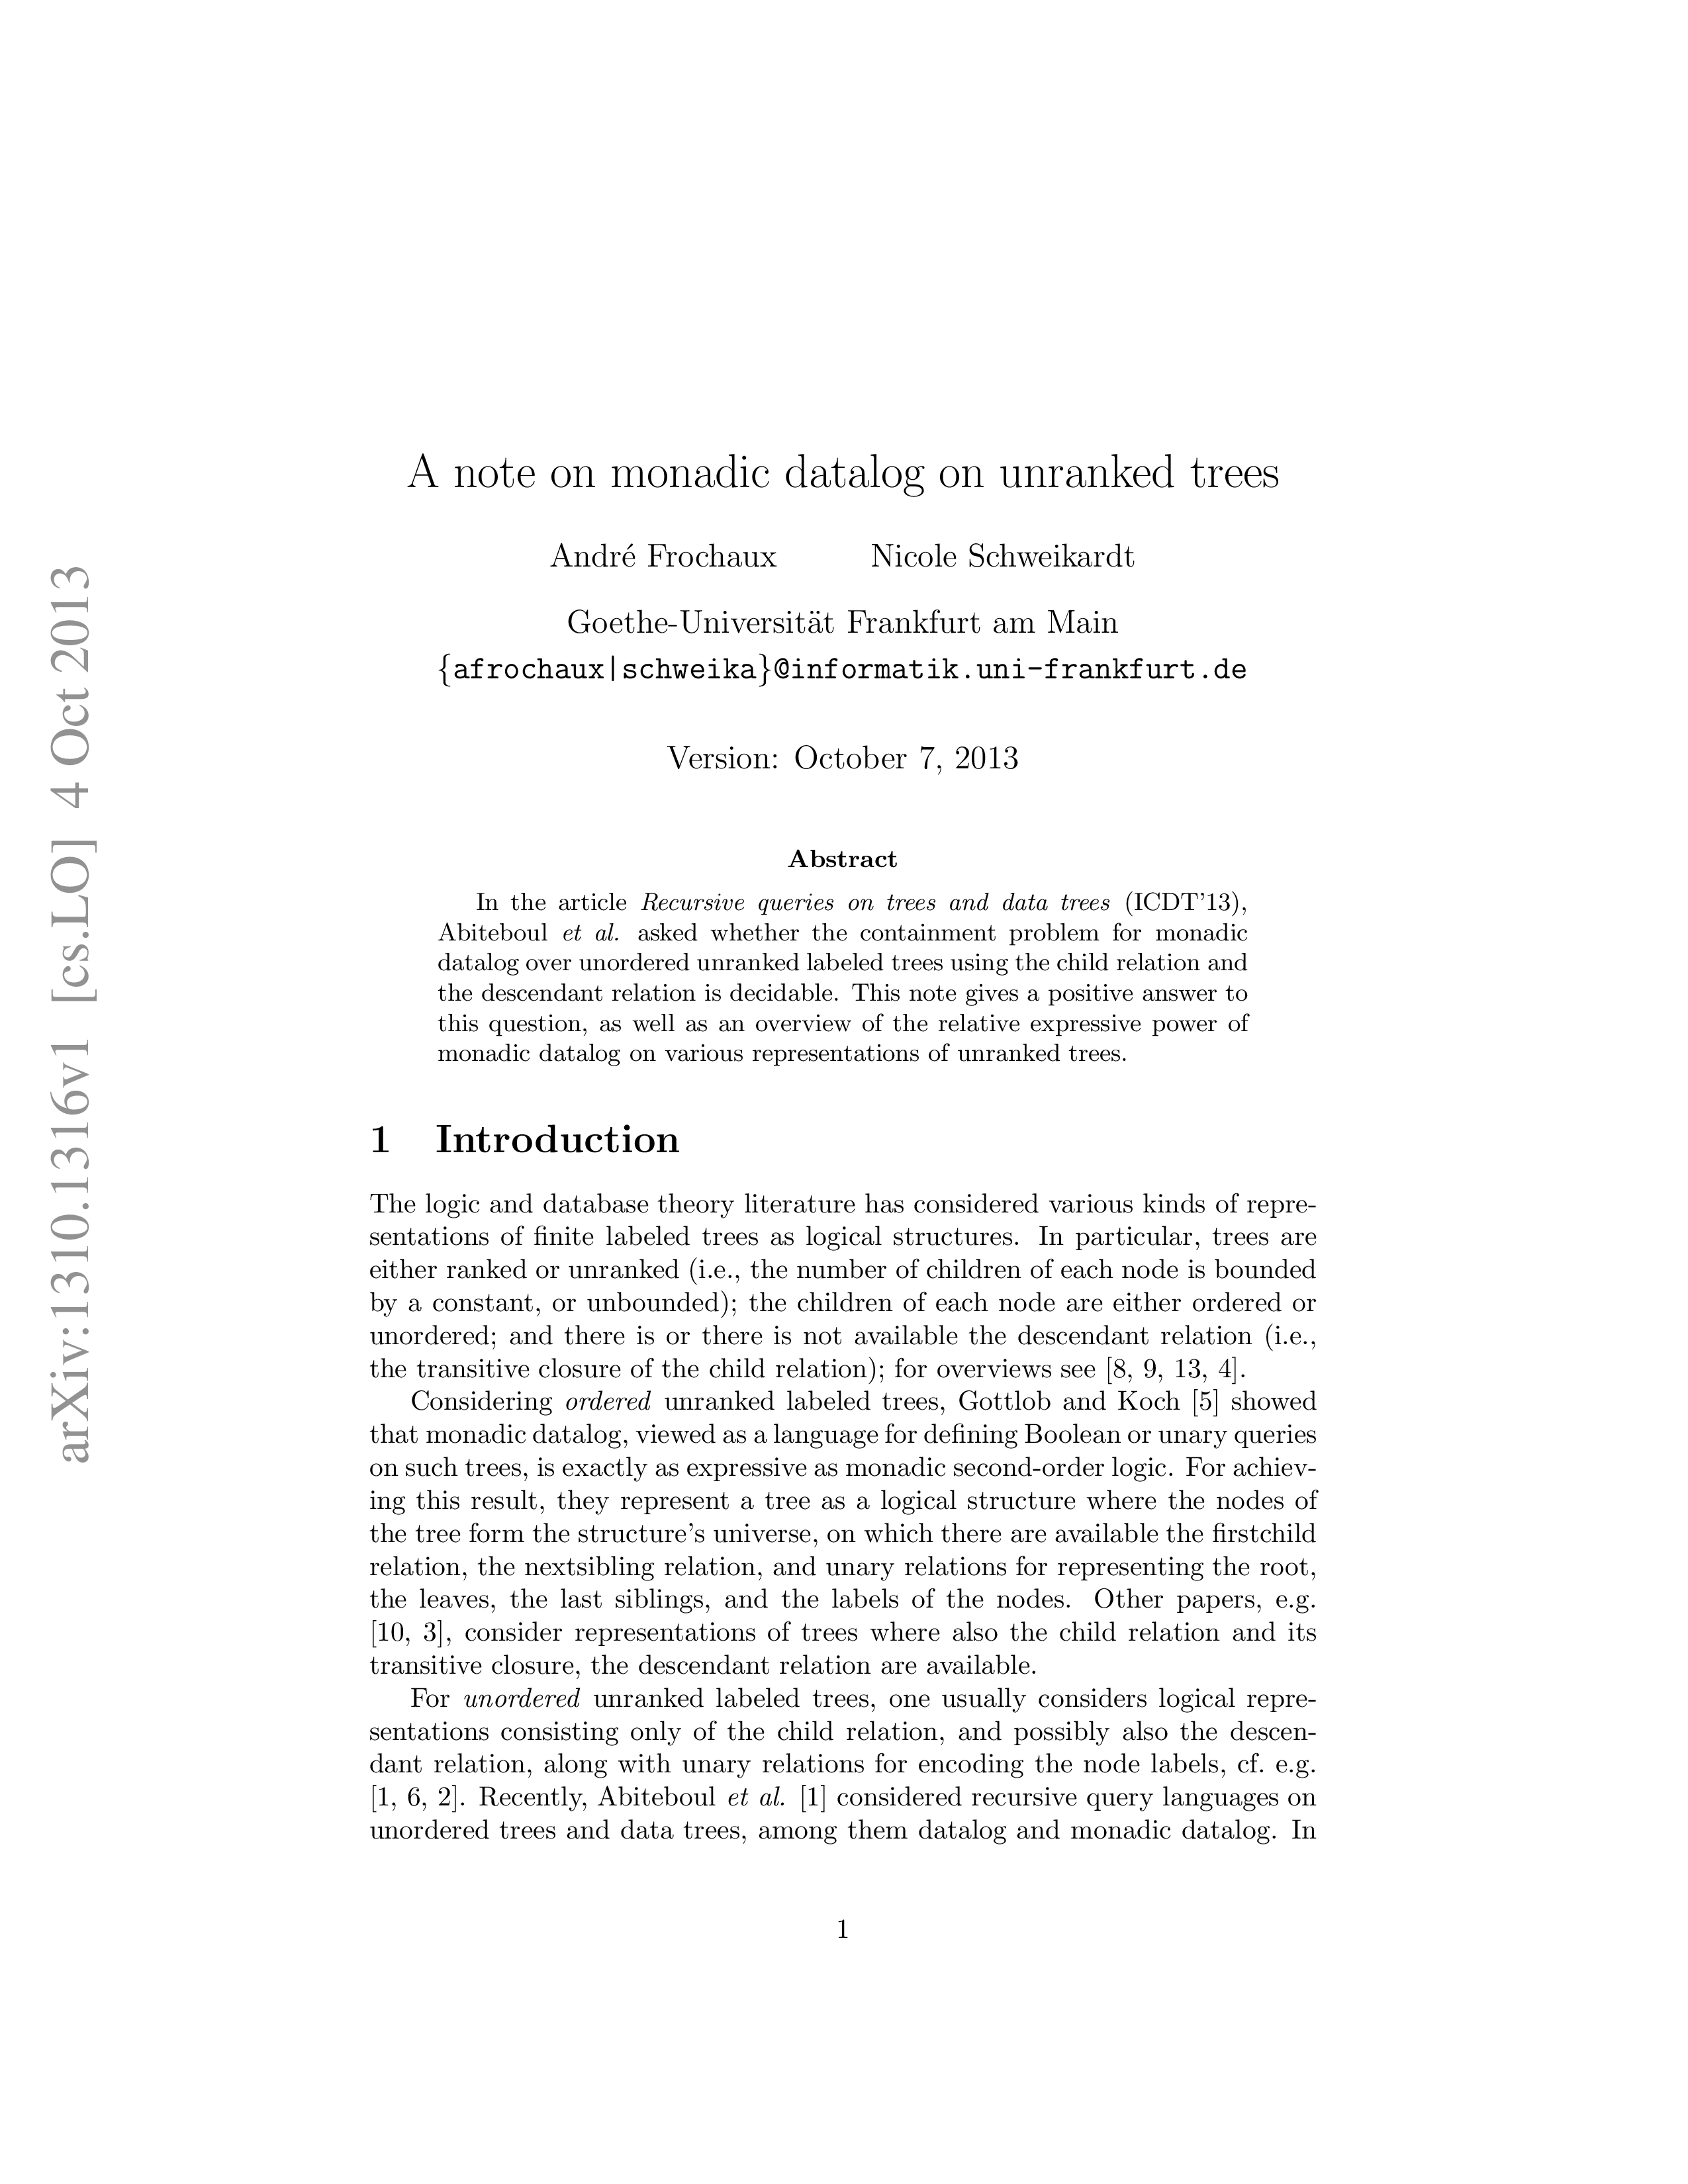 arXiv:1310.1316v1 [cs.LO] 4 Oct 2013
A note on monadic datalog on unranked trees
André Frochaux Nicole Schweikardt
Goethe-Universität Frankfurt am Main
{afrochaux|schweika}@informatik.uni-frankfurt.de
Version: October 7, 2013
Abstract
In the article Recursive queries on trees and data trees (ICDT'13),
Abiteboul et al. asked whether the containment problem for monadic
datalog over unordered unranked labeled trees using the child relation and
the descendant relation is decidable. This note gives a positive answer to
this question, as well as an overview of the relative expressive power of
monadic datalog on various representations of unranked trees.
1 Introduction
The logic and database theory literature has considered various kinds of repre-
sentations of finite labeled trees as logical structures. In particular, trees are
either ranked or unranked (i.e., the number of children of each node is bounded
by a constant, or unbounded); the children of each node are either ordered or
unordered; and there is or there is not available the descendant relation (i.e.,
the transitive closure of the child relation); for overviews see [8, 9, 13, 4].
Considering ordered unranked labeled trees, Gottlob and Koch [5] showed
that monadic datalog, viewed as a language for defining Boolean or unary queries
on such trees, is exactly as expressive as monadic second-order logic. For achiev-
ing this result, they represent a tree as a logical structure where the nodes of
the tree form the structure's universe, on which there are available the firstchild
relation, the nextsibling relation, and unary relations for representing the root,
the leaves, the last siblings, and the labels of the nodes. Other papers, e.g.
[10, 3], consider representations of trees where also the child relation and its
transitive closure, the descendant relation are available.
For unordered unranked labeled trees, one usually considers logical repre-
sentations consisting only of the child relation, and possibly also the descen-
dant relation, along with unary relations for encoding the node labels, cf. e.g.
[1, 6, 2]. Recently, Abiteboul et al. [1] considered recursive query languages on
unordered trees and data trees, among them datalog and monadic datalog. In
1